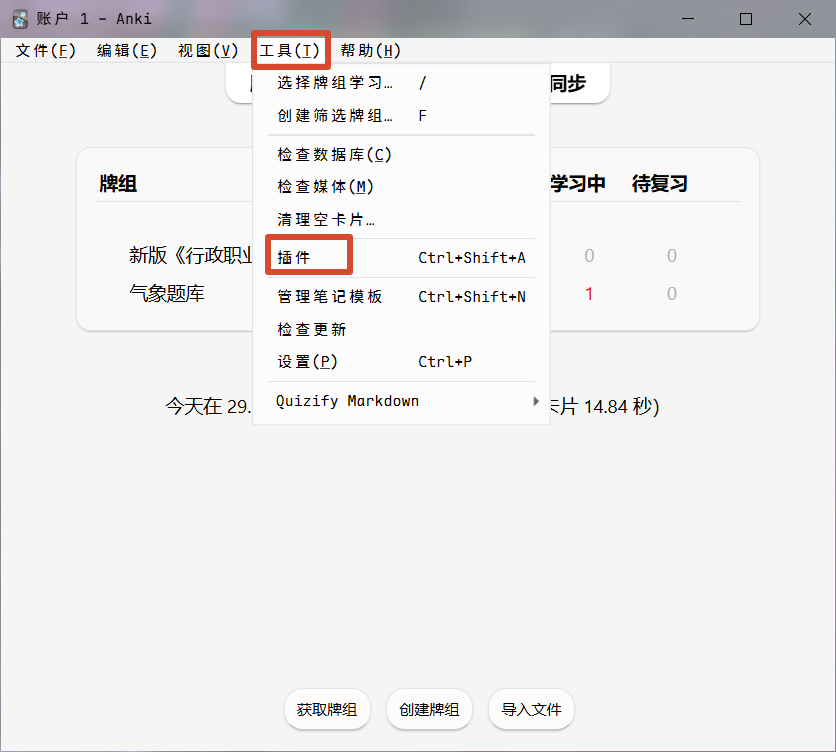 账户 1 - Anki
文件(F) 编辑(E) 视图(V) 工具(T) 帮助(H)
选择牌组学习… /
同步
创建筛选牌组… F
检查数据库(C)
牌组 学习中 待复习
检查媒体(M)
清理空卡片…
新版《行政职业 插件 Ctrl+Shift+A 0 0
气象题库 管理笔记模板 Ctrl+Shift+N 1 0
检查更新
设置(P) Ctrl+P
Quizify Markdown
今天在 29. 卡片 14.84 秒)
获取牌组 创建牌组 导入文件